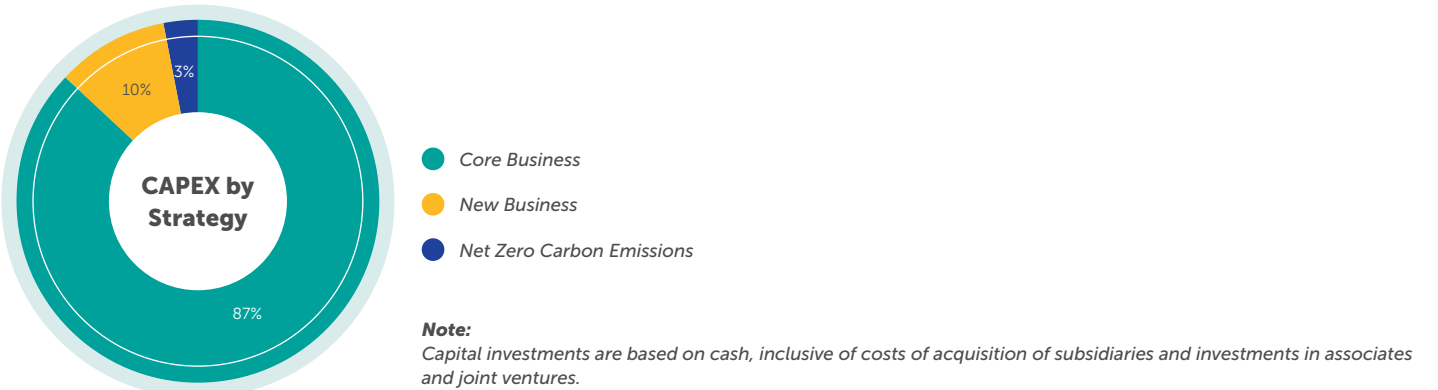 3%
10%
CAPEX by
Strategy
87%
Core Business
New Business
Net Zero Carbon Emissions
Note:
Capital investments are based on cash, inclusive of costs of acquisition of subsidiaries and investments in associates
and joint ventures.